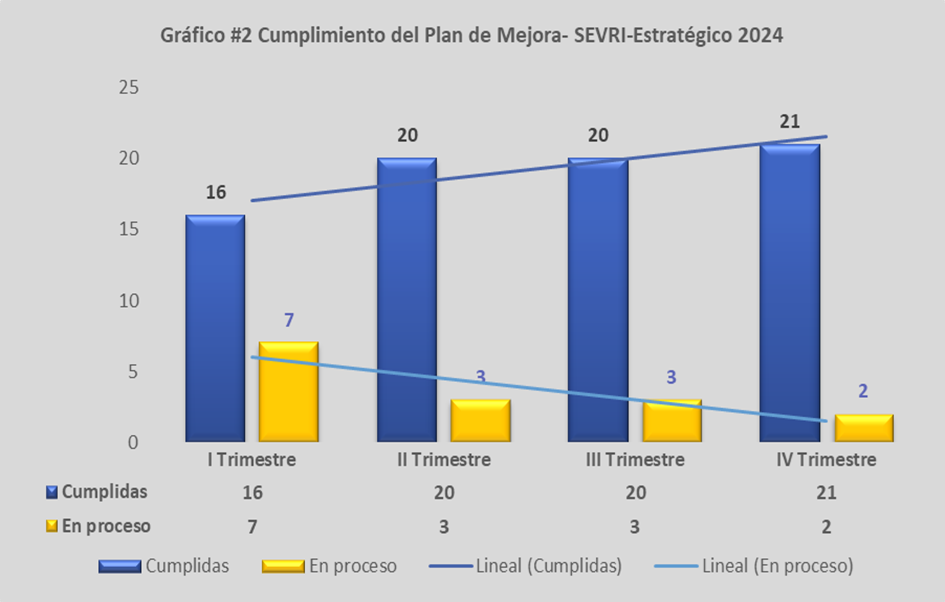 Gráfico #2 Cumplimiento del Plan de Mejora- SEVRI-Estratégico 2024
25
20
15
10
5
0
16
7
20
3
20
3
21
2
I Trimestre II Trimestre III Trimestre IV Trimestre
Cumplidas 16 20 20 21
En proceso 7 3 3 2
Cumplidas En proceso Lineal (Cumplidas) Lineal (En proceso)